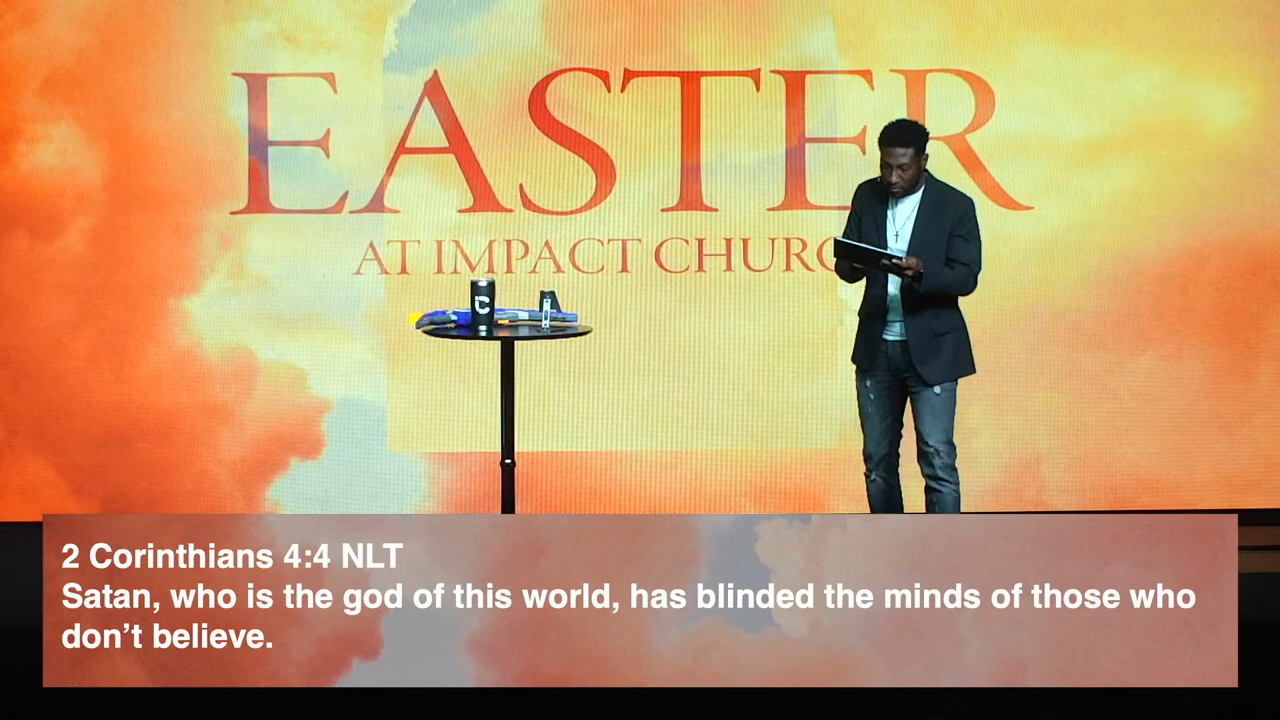 EASTER
AT IMPACT CHURC
2 Corinthians 4:4 NLT
Satan, who is the god of this world, has blinded the minds of those who
don’t believe.